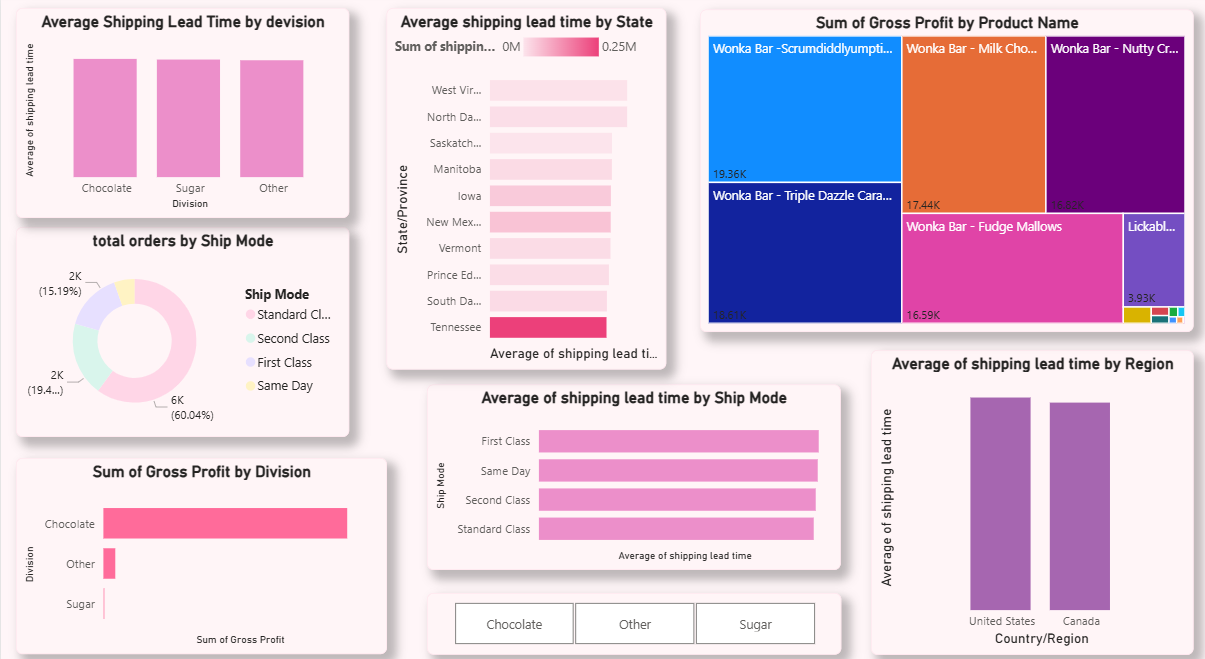 Average Shipping Lead Time by devision
Average of shipping lead time
Chocolate
Sugar
Other
Division
total orders by Ship Mode
2K
(15.19%)
2K
(19.4...)
6K
(60.04%)
Ship Mode
Standard Cl...
Second Class
First Class
Same Day
Sum of Gross Profit by Division
Division
Chocolate
Other
Sugar
Sum of Gross Profit
Average shipping lead time by State
Sum of shippin...
0M
0.25M
State/Province
West Vir...
North Da...
Saskatch...
Manitoba
Iowa
New Mex...
Vermont
Prince Ed...
South Da...
Tennessee
Average of shipping lead ti...
Average of shipping lead time by Ship Mode
Ship Mode
First Class
Same Day
Second Class
Standard Class
Average of shipping lead time
Chocolate
Other
Sugar
Sum of Gross Profit by Product Name
Wonka Bar -Scrumdiddlyumpti...
19.36K
Wonka Bar - Milk Cho...
17.44K
Wonka Bar - Nutty Cr...
Wonka Bar - Triple Dazzle Cara...
Wonka Bar - Fudge Mallows
16.59K
Lickabl...
3.93K
Average of shipping lead time by Region
Average of shipping lead time
United States
Canada
Country/Region